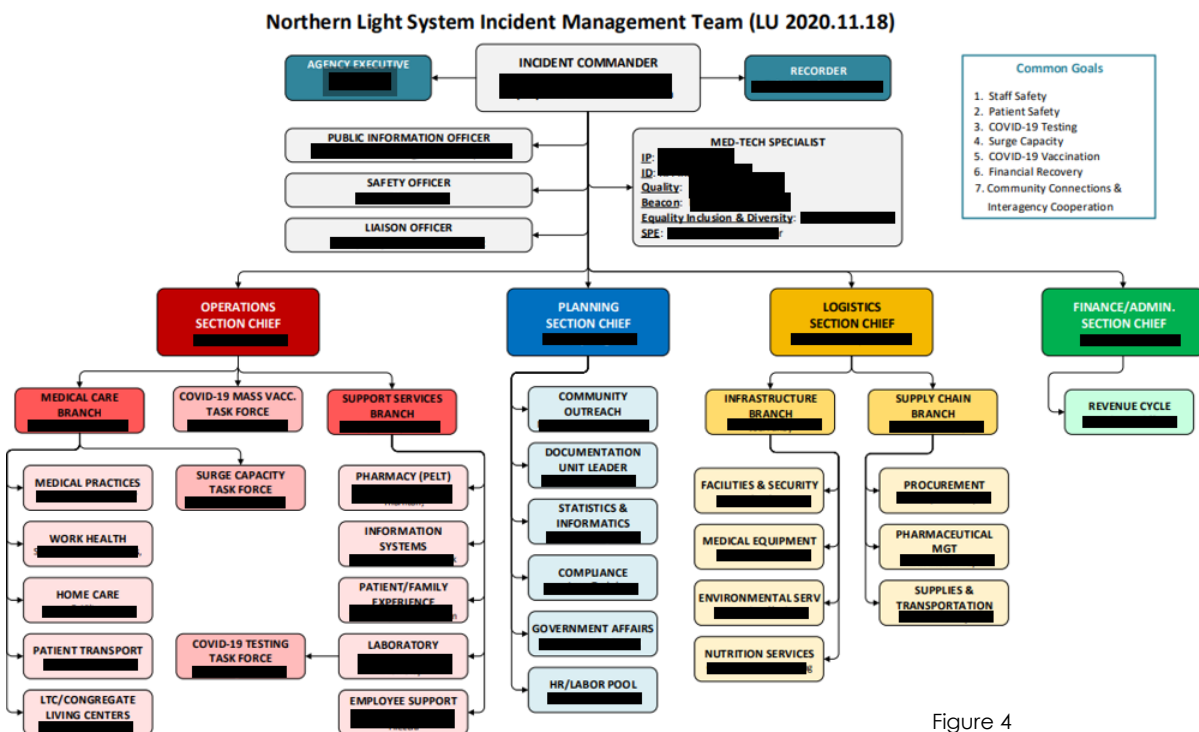 Northern Light System Incident Management Team (LU 2020.11.18)
AGENCY EXECUTIVE
INCIDENT COMMANDER
RECORDER
Common Goals
1. Staff Safety
2. Patient Safety
3. COVID-19 Testing
4. Surge Capacity
5. COVID-19 Vaccination
6. Financial Recovery
7. Community Connections &
Interagency Cooperation
PUBLIC INFORMATION OFFICER
SAFETY OFFICER
LIAISON OFFICER
MED-TECH SPECIALIST
IP:
ID:
Quality:
Beacon:
Equality Inclusion & Diversity:
SPE:
OPERATIONS
SECTION CHIEF
PLANNING
SECTION CHIEF
LOGISTICS
SECTION CHIEF
FINANCE/ADMIN.
SECTION CHIEF
MEDICAL CARE
BRANCH
COVID-19 MASS VACC.
TASK FORCE
SUPPORT SERVICES
BRANCH
MEDICAL PRACTICES
WORK HEALTH
HOME CARE
PATIENT TRANSPORT
LTC/CONGREGATE
LIVING CENTERS
SURGE CAPACITY
TASK FORCE
COVID-19 TESTING
TASK FORCE
PHARMACY (PELT)
INFORMATION
SYSTEMS
PATIENT/FAMILY
EXPERIENCE
LABORATORY
EMPLOYEE SUPPORT
COMMUNITY
OUTREACH
DOCUMENTATION
UNIT LEADER
STATISTICS &
INFORMATICS
COMPLIANCE
GOVERNMENT AFFAIRS
HR/LABOR POOL
INFRASTRUCTURE
BRANCH
FACILITIES & SECURITY
MEDICAL EQUIPMENT
ENVIRONMENTAL SERV
NUTRITION SERVICES
SUPPLY CHAIN
BRANCH
PROCUREMENT
PHARMACEUTICAL
MGT
SUPPLIES &
TRANSPORTATION
REVENUE CYCLE
Figure 4